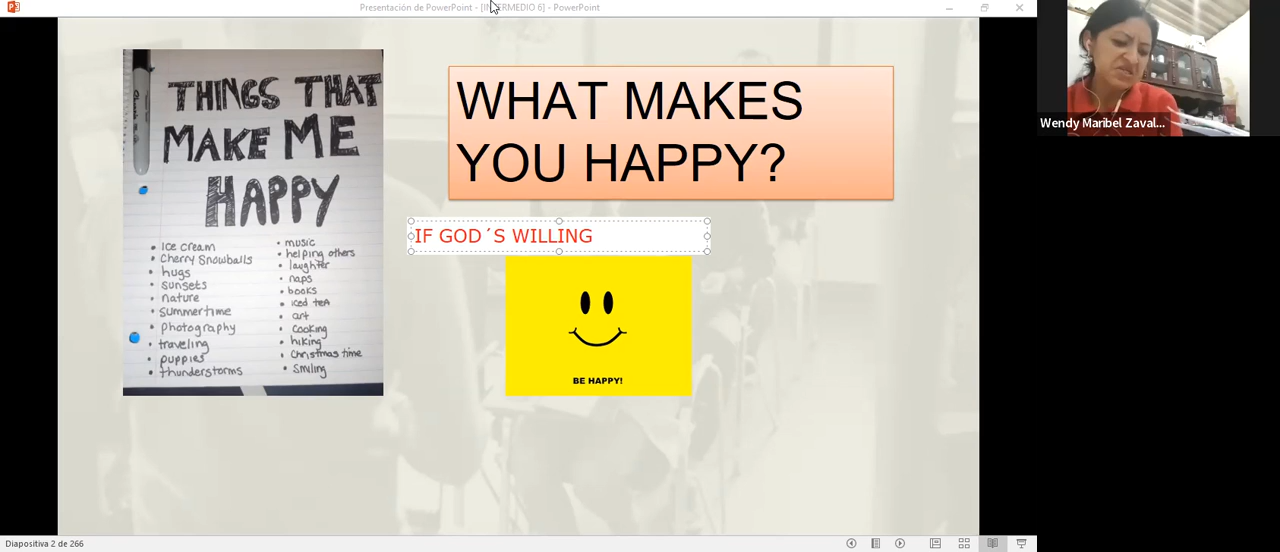 Presentación de PowerPoint - [INTERMEDIO 6] - PowerPoint
THINGS THAT
MAKE ME
HAPPY
• Ice cream
• Cherry Snowballs
• hugs
• sunsets
• nature
• summertime
• photography
• traveling
• puppies
• thunderstorms
• music
• helping others
• laughter
• naps
• books
• iced tea
• art
• cooking
• hiking
• Christmas time
• Smiling
WHAT MAKES
YOU HAPPY?
IF GOD´S WILLING
BE HAPPY!
Wendy Maribel Zaval...
Diapositiva 2 de 266